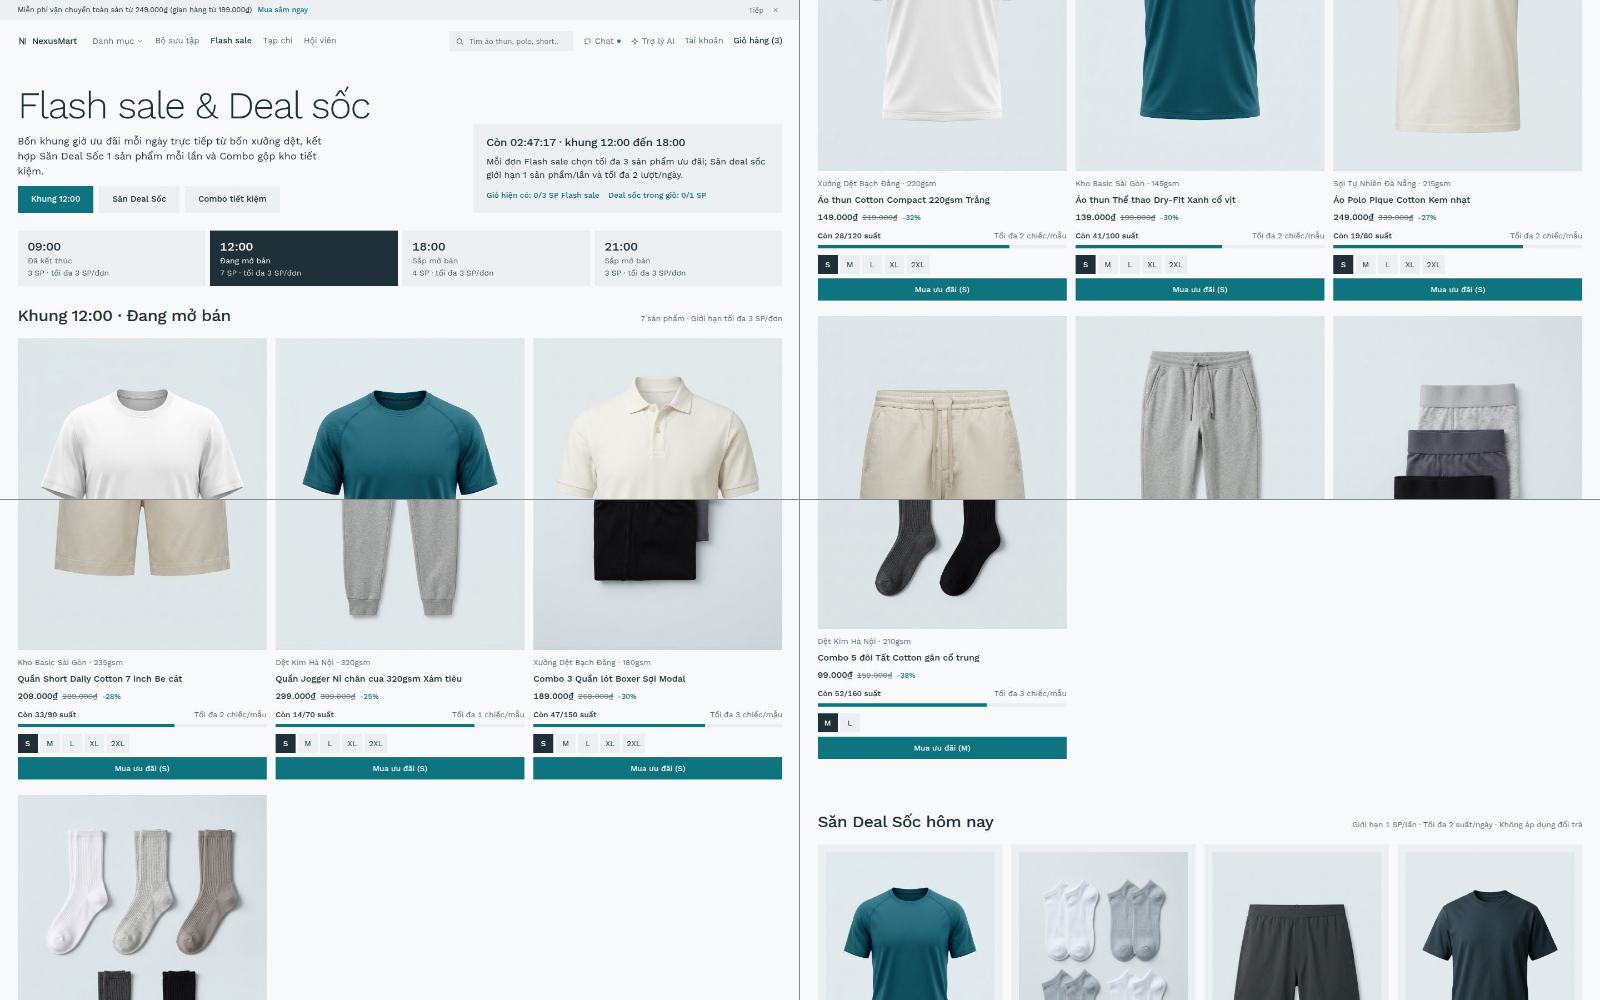 Miễn phí vận chuyển toàn sàn từ 249.000₫ (gian hàng từ 199.000₫) Mua sắm ngay
Tiếp ×
NexusMart Danh mục Bộ sưu tập Flash sale Tạp chí Hội viên
Tìm áo thun, polo, short.. Chat Trợ lý AI Tài khoản Giỏ hàng (3)
Flash sale & Deal sốc
Bốn khung giờ ưu đãi mỗi ngày trực tiếp từ bốn xưởng dệt, kết
hợp Săn Deal Sốc 1 sản phẩm mỗi lần và Combo gộp kho tiết
kiệm.
Khung 12:00 Săn Deal Sốc Combo tiết kiệm
Còn 02:47:17 · khung 12:00 đến 18:00
Mỗi đơn Flash sale chọn tối đa 3 sản phẩm ưu đãi; Săn deal sốc
giới hạn 1 sản phẩm/lần và tối đa 2 lượt/ngày.
Giỏ hiện có: 0/3 SP Flash sale Deal sốc trong giỏ: 0/1 SP
09:00
Đã kết thúc
3 SP · tối đa 3 SP/đơn
12:00
Đang mở bán
7 SP · tối đa 3 SP/đơn
18:00
Sắp mở bán
4 SP · tối đa 3 SP/đơn
21:00
Sắp mở bán
3 SP · tối đa 3 SP/đơn
Khung 12:00 · Đang mở bán
7 sản phẩm · Giới hạn tối đa 3 SP/đơn
Xưởng Dệt Bạch Đằng · 220gsm
Áo thun Cotton Compact 220gsm Trắng
149.000₫ 219.000₫ -32%
Còn 28/120 suất Tối đa 2 chiếc/mẫu
S M L XL 2XL
Mua ưu đãi (S)
Kho Basic Sài Gòn · 145gsm
Áo thun Thể thao Dry-Fit Xanh cổ vịt
139.000₫ 199.000₫ -30%
Còn 41/100 suất Tối đa 2 chiếc/mẫu
S M L XL 2XL
Mua ưu đãi (S)
Sợi Tự Nhiên Đà Nẵng · 215gsm
Áo Polo Pique Cotton Kem nhạt
249.000₫ 339.000₫ -27%
Còn 19/60 suất Tối đa 2 chiếc/mẫu
S M L XL 2XL
Mua ưu đãi (S)
Kho Basic Sài Gòn · 235gsm
Quần Short Daily Cotton 7 inch Be cát
209.000₫ 289.000₫ -28%
Còn 33/90 suất Tối đa 2 chiếc/mẫu
S M L XL 2XL
Mua ưu đãi (S)
Dệt Kim Hà Nội · 320gsm
Quần Jogger Nỉ chân cua 320gsm Xám tiêu
299.000₫ 399.000₫ -25%
Còn 14/70 suất Tối đa 1 chiếc/mẫu
S M L XL 2XL
Mua ưu đãi (S)
Xưởng Dệt Bạch Đằng · 180gsm
Combo 3 Quần lót Boxer Sợi Modal
189.000₫ 269.000₫ -30%
Còn 47/150 suất Tối đa 3 chiếc/mẫu
S M L XL 2XL
Mua ưu đãi (S)
Dệt Kim Hà Nội · 210gsm
Combo 5 đôi Tất Cotton gân cổ trung
99.000₫ 159.000₫ -38%
Còn 52/160 suất Tối đa 3 chiếc/mẫu
M L
Mua ưu đãi (M)
Săn Deal Sốc hôm nay
Giới hạn 1 SP/lần · Tối đa 2 suất/ngày · Không áp dụng đổi trả